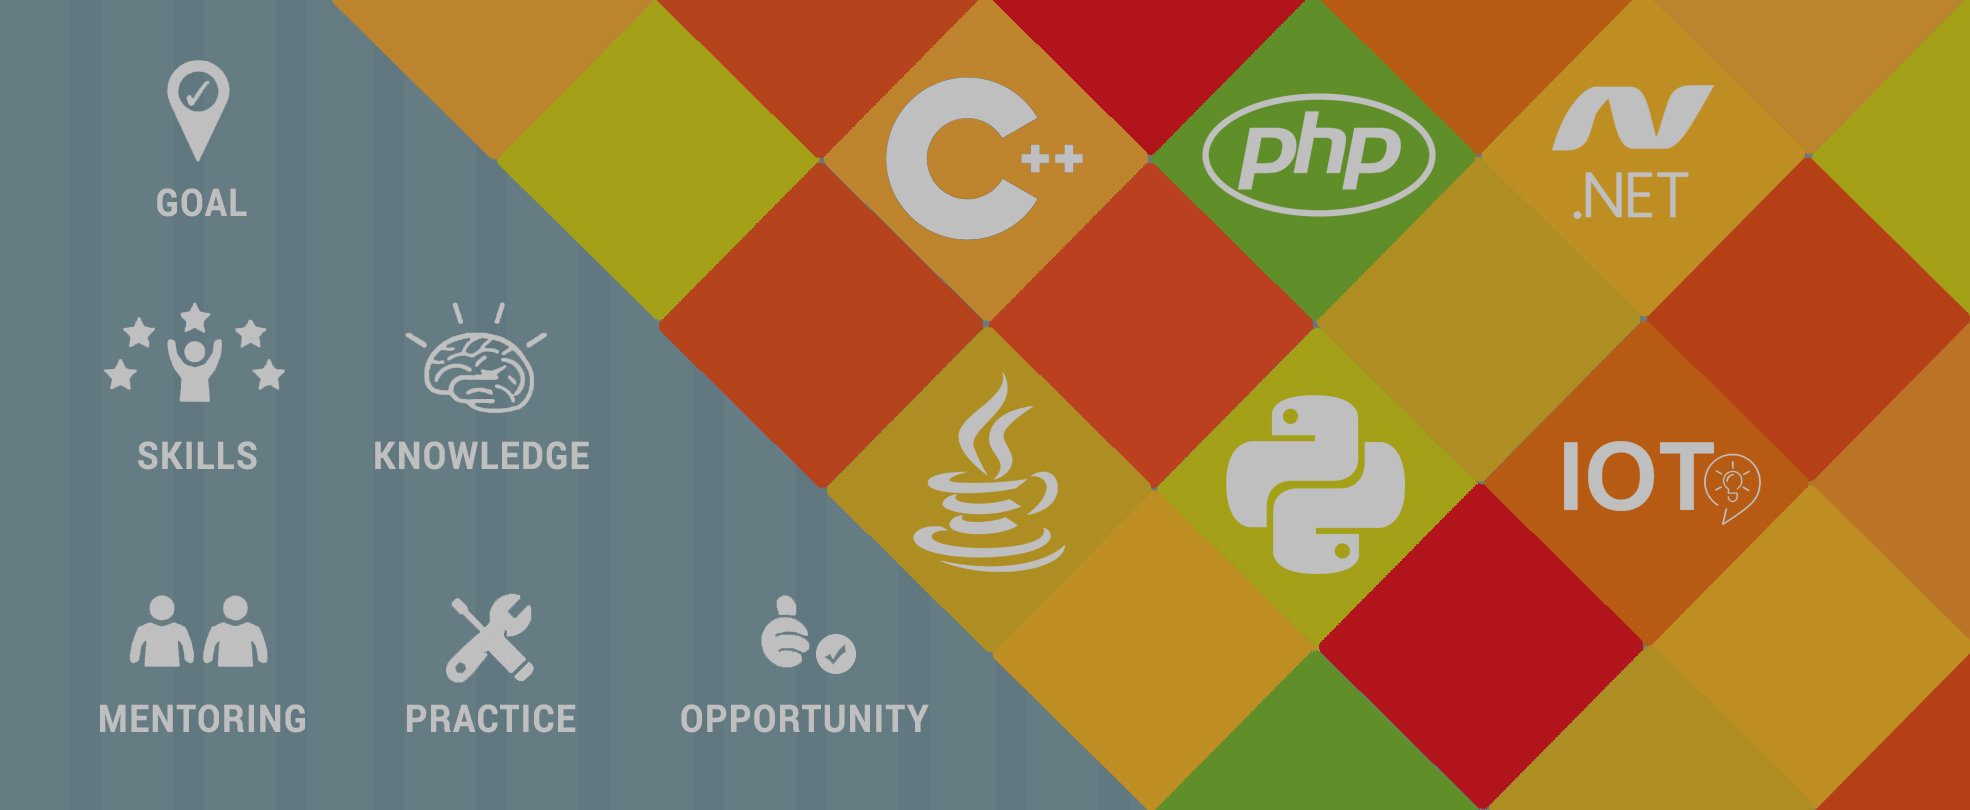 GOAL
SKILLS
KNOWLEDGE
MENTORING
PRACTICE
OPPORTUNITY
C++
php
.NET
IOT